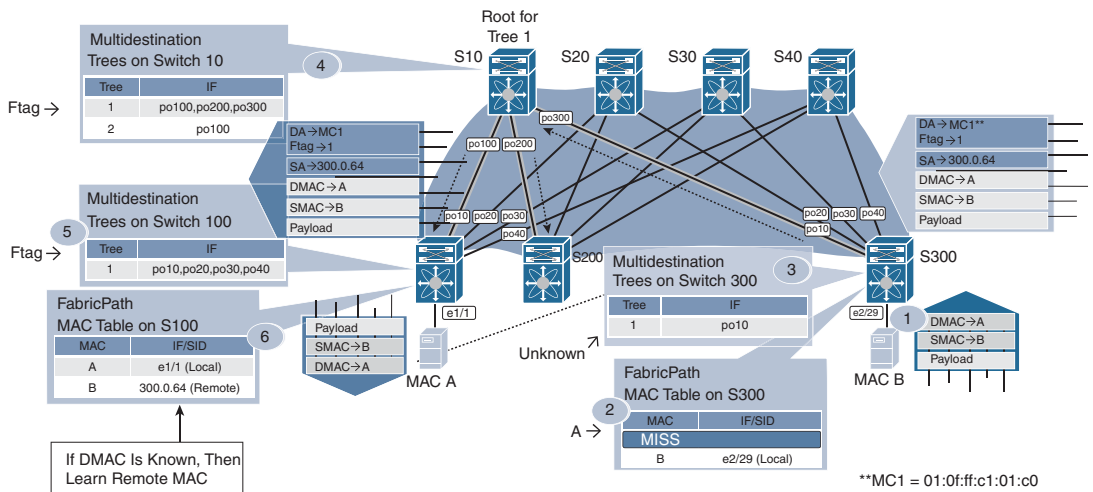 Root for
Tree 1
S10
S20
S30
S40
Multidestination
Trees on Switch 10
4
Tree IF
1 po100,po200,po300
2 po100
Ftag →
po300
po100
po200
DA→MC1
Ftag→1
SA→300.0.64
DMAC→A
SMAC→B
Payload
DA→MC1**
Ftag→1
SA→300.0.64
DMAC→A
SMAC→B
Payload
Multidestination
Trees on Switch 100
5
Tree IF
1 po10,po20,po30,po40
Ftag →
po10
po20
po30
po40
po20
po30
po40
po10
S200
S300
Multidestination
Trees on Switch 300
3
Tree IF
1 po10
Unknown
FabricPath
MAC Table on S100
6
MAC IF/SID
A e1/1 (Local)
B 300.0.64 (Remote)
Payload
SMAC→B
DMAC→A
e1/1
MAC A
e2/29
MAC B
1
DMAC→A
SMAC→B
Payload
FabricPath
MAC Table on S300
2
MAC IF/SID
A →
MISS
B e2/29 (Local)
If DMAC Is Known, Then
Learn Remote MAC
**MC1 = 01:0f:ff:c1:01:c0